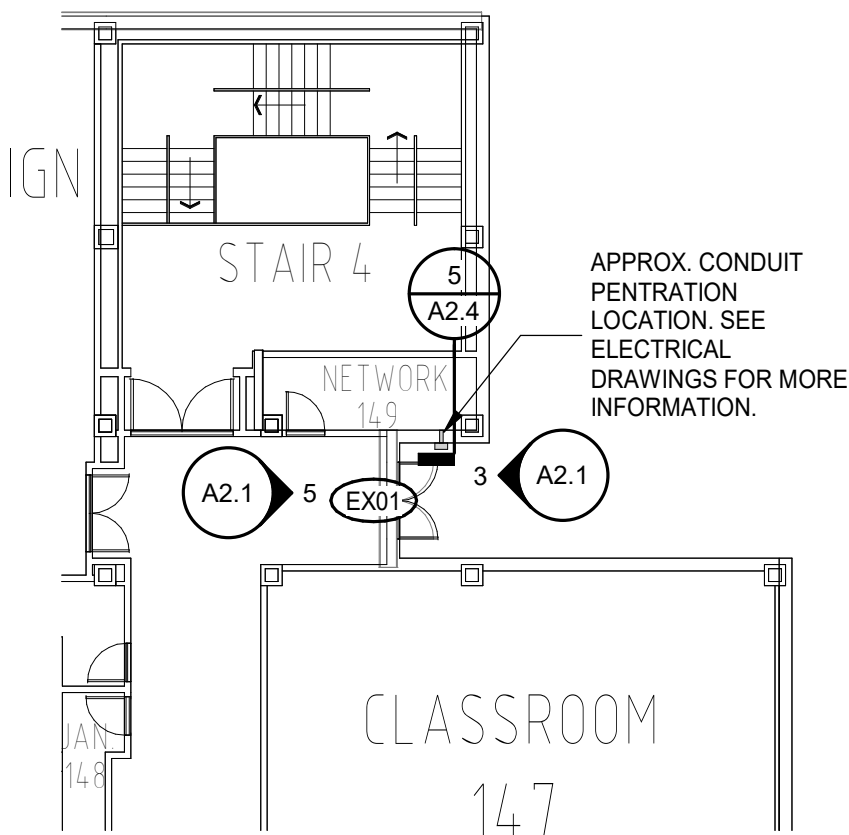 IGN
STAIR 4
5
A2.4
APPROX. CONDUIT
PENTRATION
LOCATION. SEE
ELECTRICAL
DRAWINGS FOR MORE
INFORMATION.
NETWORK
149
A2.1
5
EX01
3
A2.1
JAN.
148
CLASSROOM
147